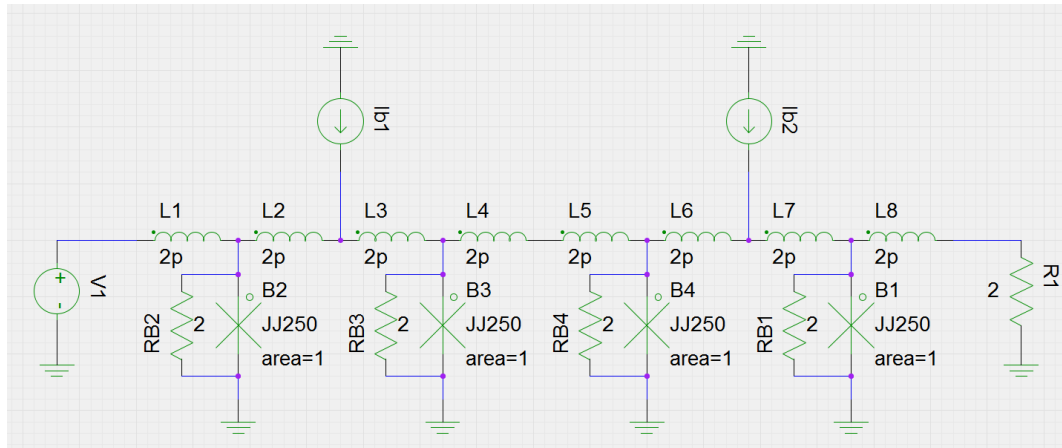 Ib1
Ib2
L1
L2
L3
L4
L5
L6
L7
L8
2p
2p
2p
2p
2p
2p
2p
2p
V1
+
-
RB2
2
B2
JJ250
area=1
RB3
2
B3
JJ250
area=1
RB4
2
B4
JJ250
area=1
RB1
2
B1
JJ250
area=1
2
R1